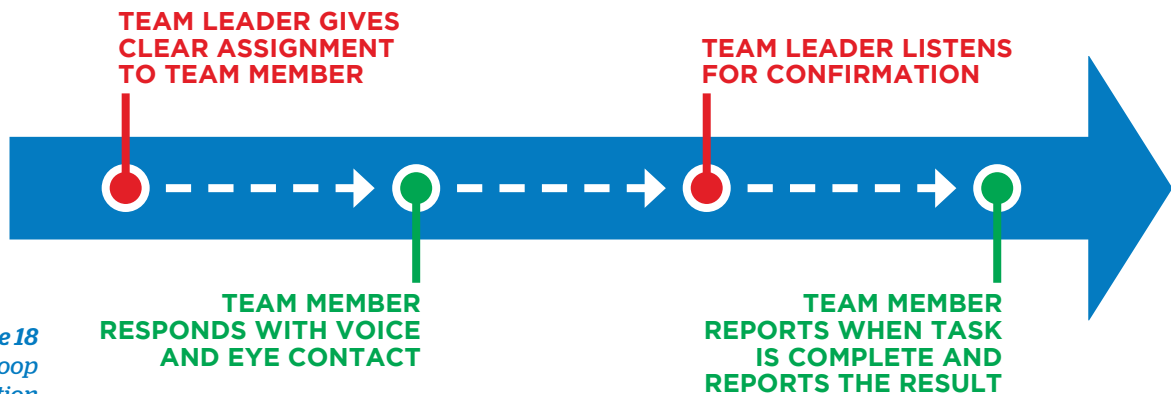 TEAM LEADER GIVES
CLEAR ASSIGNMENT
TO TEAM MEMBER
TEAM MEMBER
RESPONDS WITH VOICE
AND EYE CONTACT
TEAM LEADER LISTENS
FOR CONFIRMATION
TEAM MEMBER
REPORTS WHEN TASK
IS COMPLETE AND
REPORTS THE RESULT
18